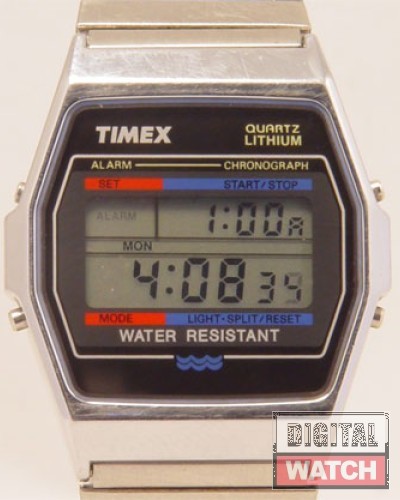 TIMEX
QUARTZ
LITHIUM
ALARM CHRONOGRAPH
SET START/STOP
ALARM 1:00A
MON
4:08 39
MODE LIGHT-SPLIT/RESET
WATER RESISTANT
DIGITAL
WATCH